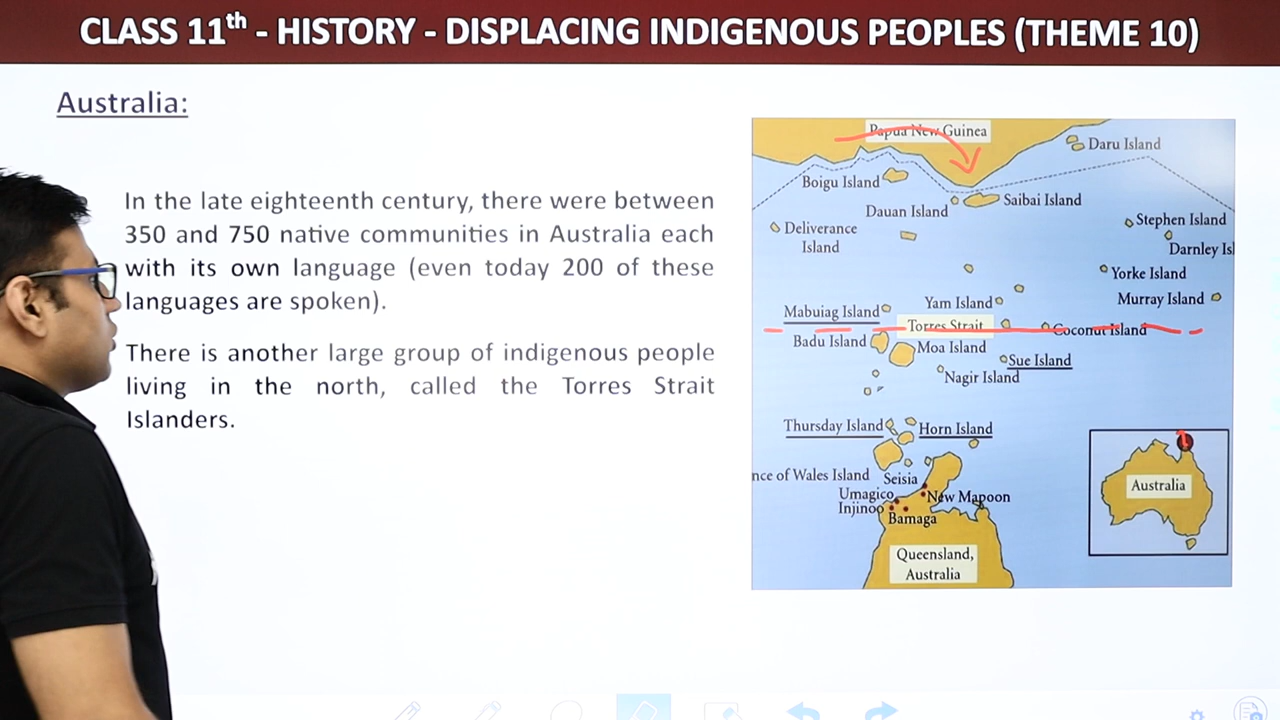 CLASS 11th - HISTORY - DISPLACING INDIGENOUS PEOPLES (THEME 10)
Australia:
In the late eighteenth century, there were between
350 and 750 native communities in Australia each
with its own language (even today 200 of these
languages are spoken).
There is another large group of indigenous people
living in the north, called the Torres Strait
Islanders.
Papua New Guinea
Daru Island
Boigu Island
Dauan Island
Saibai Island
Deliverance
Island
Stephen Island
Darnley Isl
Yorke Island
Murray Island
Yam Island
Mabuiag Island
Torres Strait
Coconut Island
Badu Island
Moa Island
Sue Island
Nagir Island
Thursday Island
Horn Island
nce of Wales Island
Seisia
Umagico
New Mapoon
Injinoo
Bamaga
Queensland,
Australia
Australia